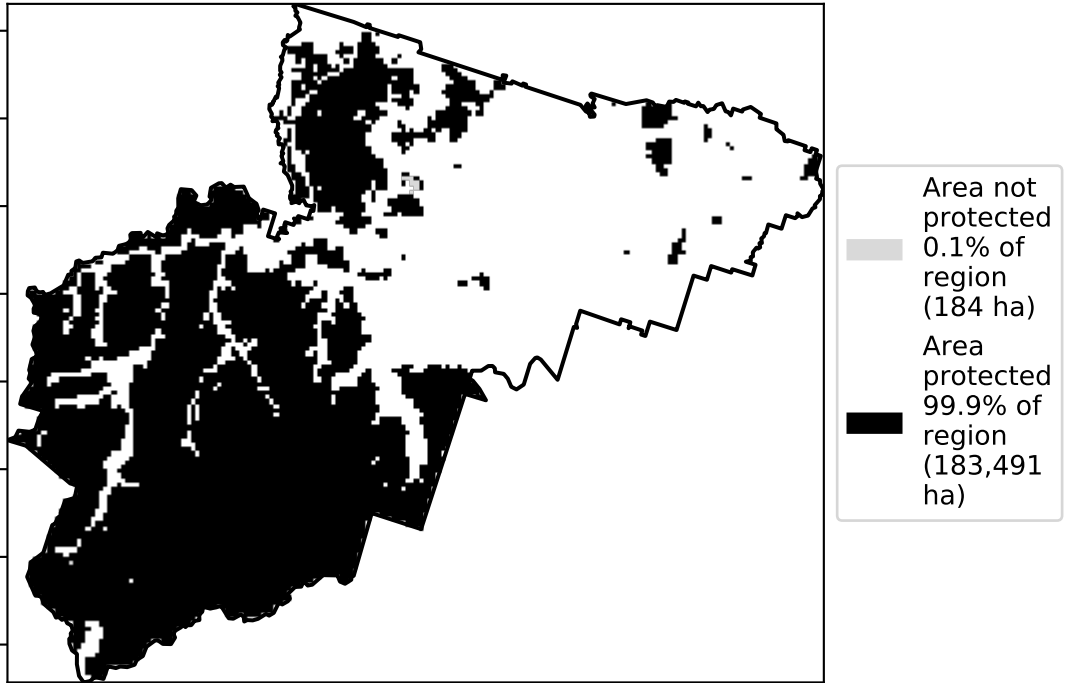 Area not
protected
0.1% of
region
(184 ha)
Area
protected
99.9% of
region
(183,491
ha)